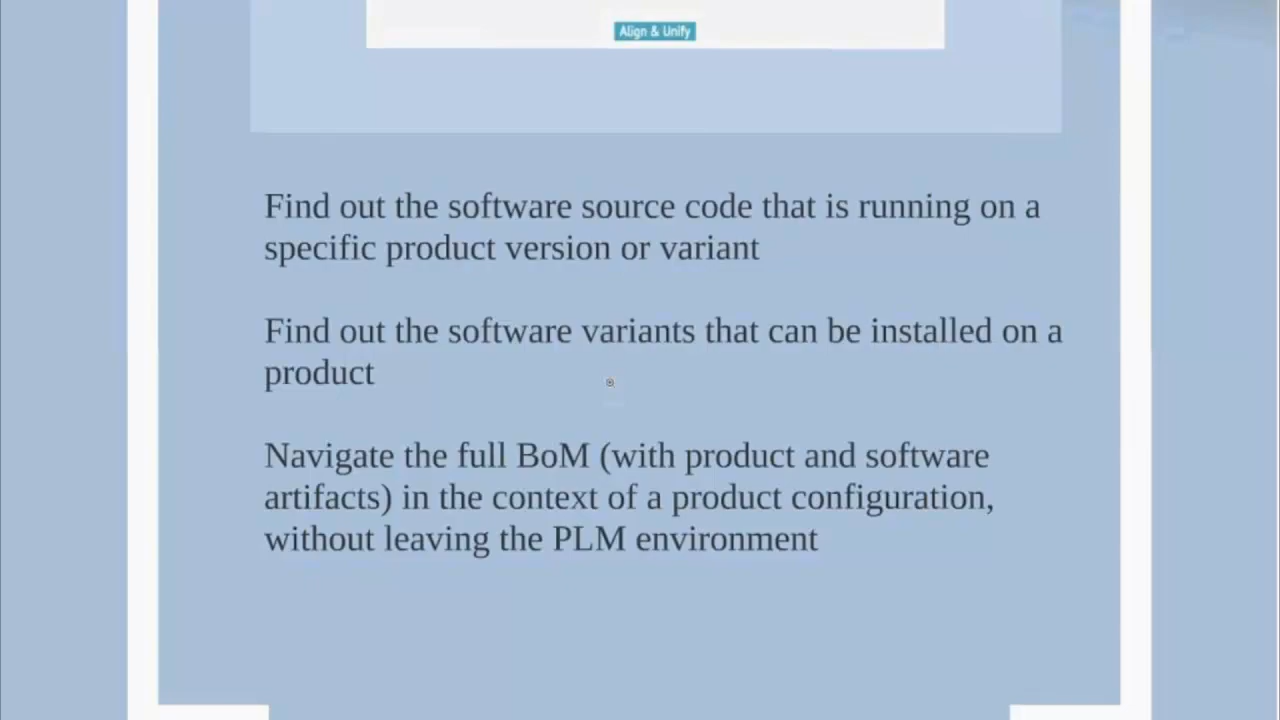 Align & Unify
Find out the software source code that is running on a
specific product version or variant
Find out the software variants that can be installed on a
product
Navigate the full BoM (with product and software
artifacts) in the context of a product configuration,
without leaving the PLM environment